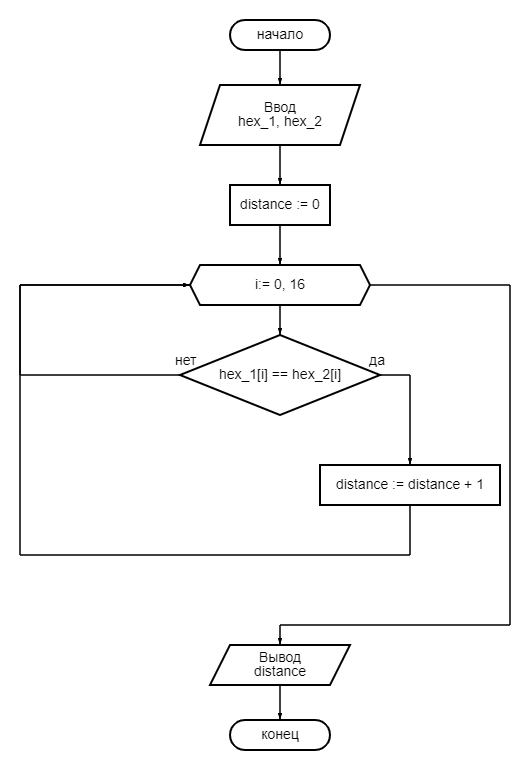 начало
Ввод
hex_1, hex_2
distance := 0
i:= 0, 16
нет
да
hex_1[i] == hex_2[i]
distance := distance + 1
Вывод
distance
конец